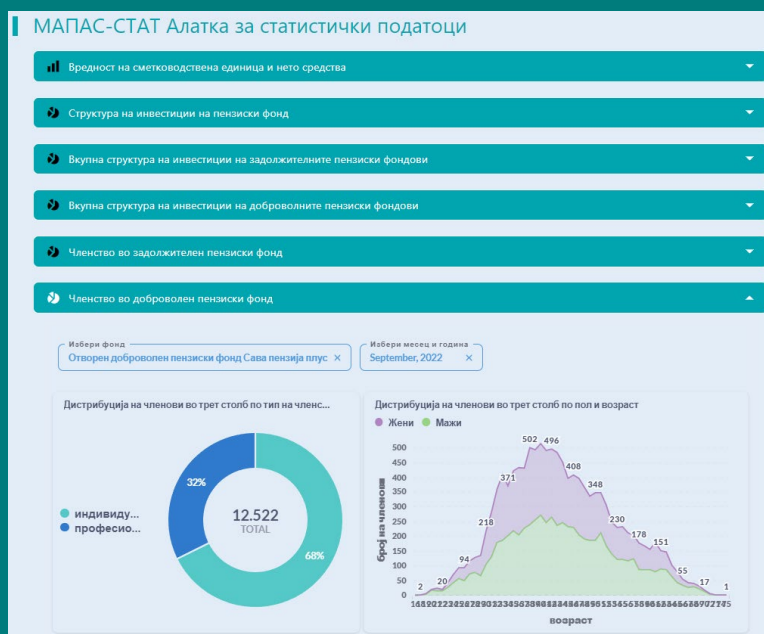 МАПАС-СТАТ Алатка за статистички податоци
Вредност на сметководствена единица и нето средства
Структура на инвестиции на пензиски фонд
Вкупна структура на инвестиции на задолжителните пензиски фондови
Вкупна структура на инвестиции на доброволните пензиски фондови
Членство во задолжителен пензиски фонд
Членство во доброволен пензиски фонд
Избери фонд
Отворен доброволен пензиски фонд Сава пензија плус ×
Избери месец и година
September, 2022 ×
Дистрибуција на членови во трет столб по тип на членс...
индивиду...
професио...
32%
68%
12.522
TOTAL
Дистрибуција на членови во трет столб по пол и возраст
Жени Мажи
број на членови
500
450
400
350
300
250
200
150
100
50
0
2 20 94 218 371 502 496 408 348 230 178 151 55 17 1
возраст